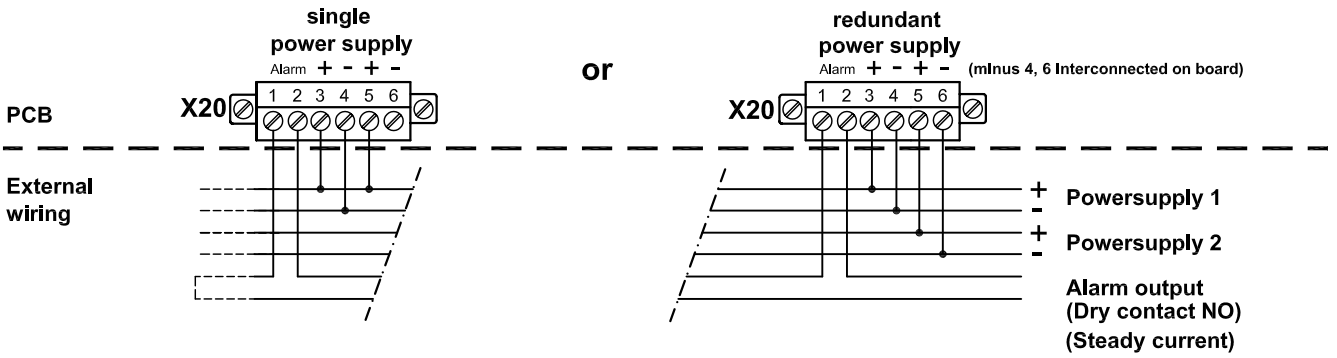 single
power supply
Alarm + - + -
X20
1 2 3 4 5 6
or
redundant
power supply
Alarm + - + -
(minus 4, 6 Interconnected on board)
X20
1 2 3 4 5 6
PCB
External
wiring
+
-
Powersupply 1
+
-
Powersupply 2
Alarm output
(Dry contact NO)
(Steady current)